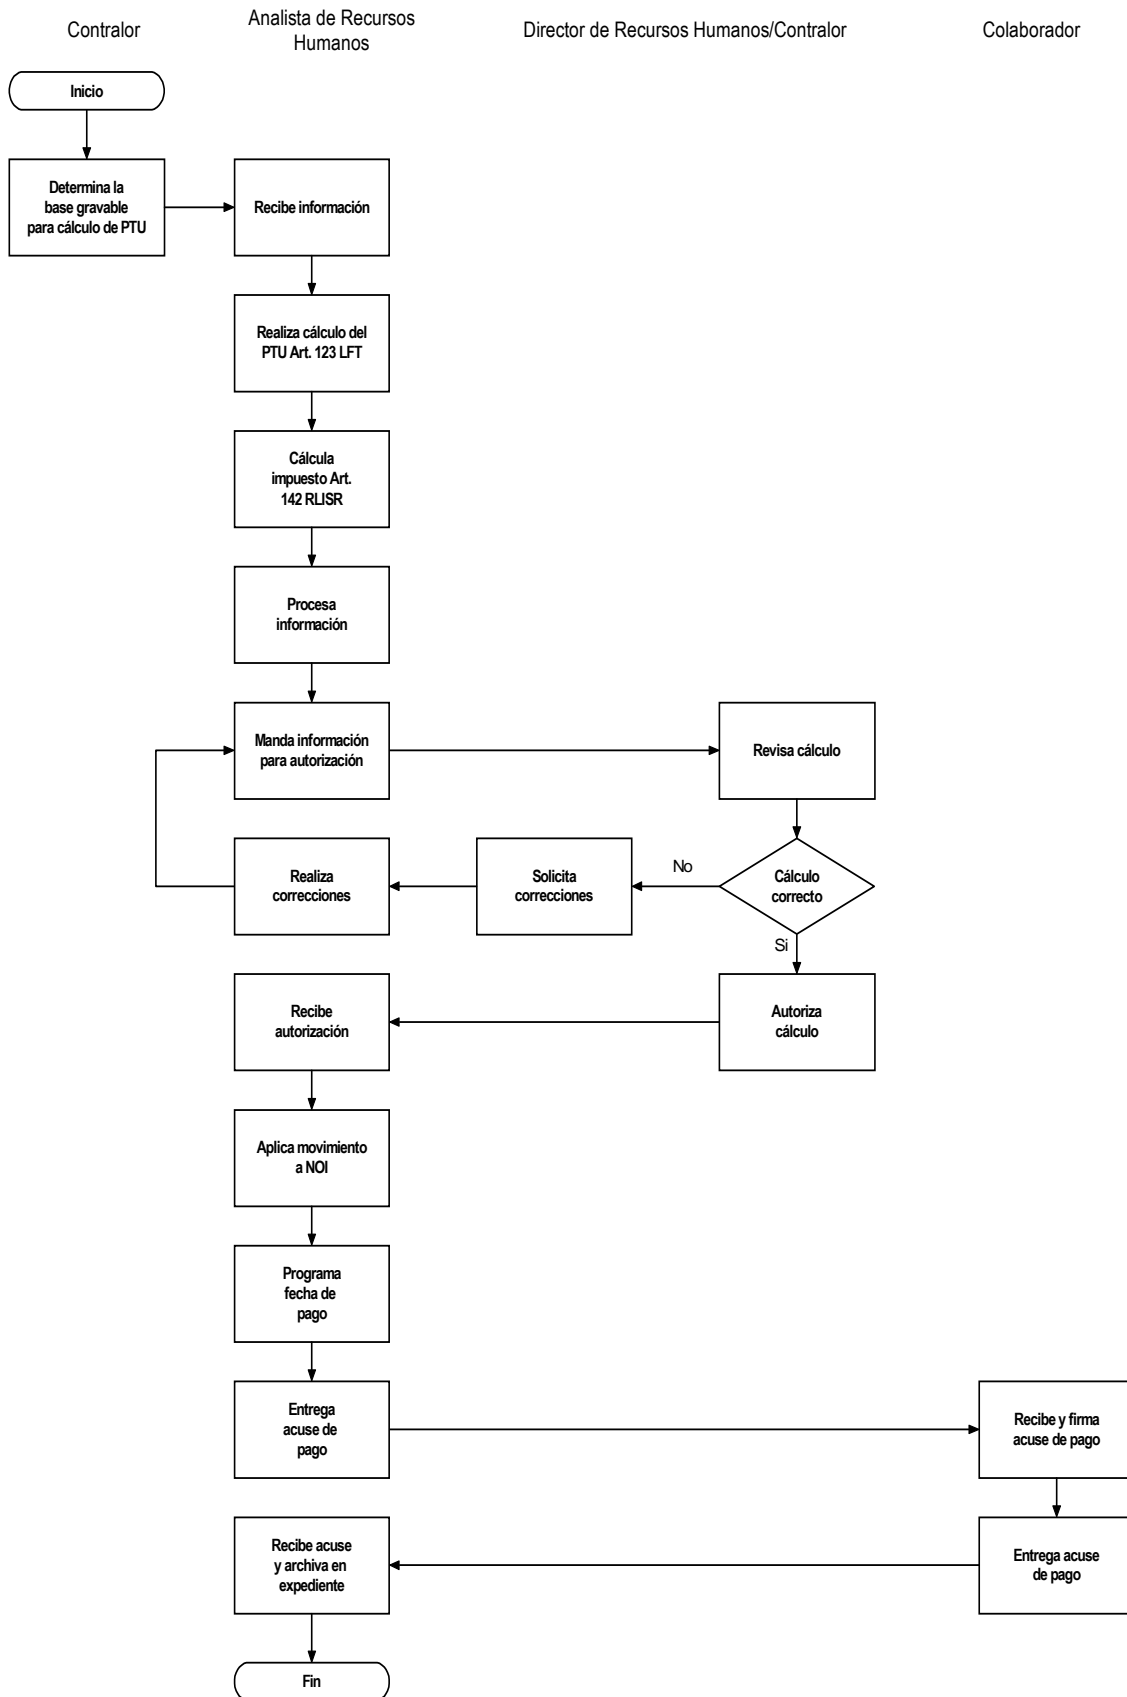 Contralor
Analista de Recursos
Humanos
Director de Recursos Humanos/Contralor
Colaborador
Inicio
Determina la
base gravable
para cálculo de PTU
Recibe información
Realiza cálculo del
PTU Art. 123 LFT
Cálcula
impuesto Art.
142 RLISR
Procesa
información
Manda información
para autorización
Revisa cálculo
Realiza
correcciones
Solicita
correcciones
No
Cálculo
correcto
Si
Recibe
autorización
Autoriza
cálculo
Aplica movimiento
a NOI
Programa
fecha de
pago
Entrega
acuse de
pago
Recibe y firma
acuse de pago
Recibe acuse
y archiva en
expediente
Entrega acuse
de pago
Fin